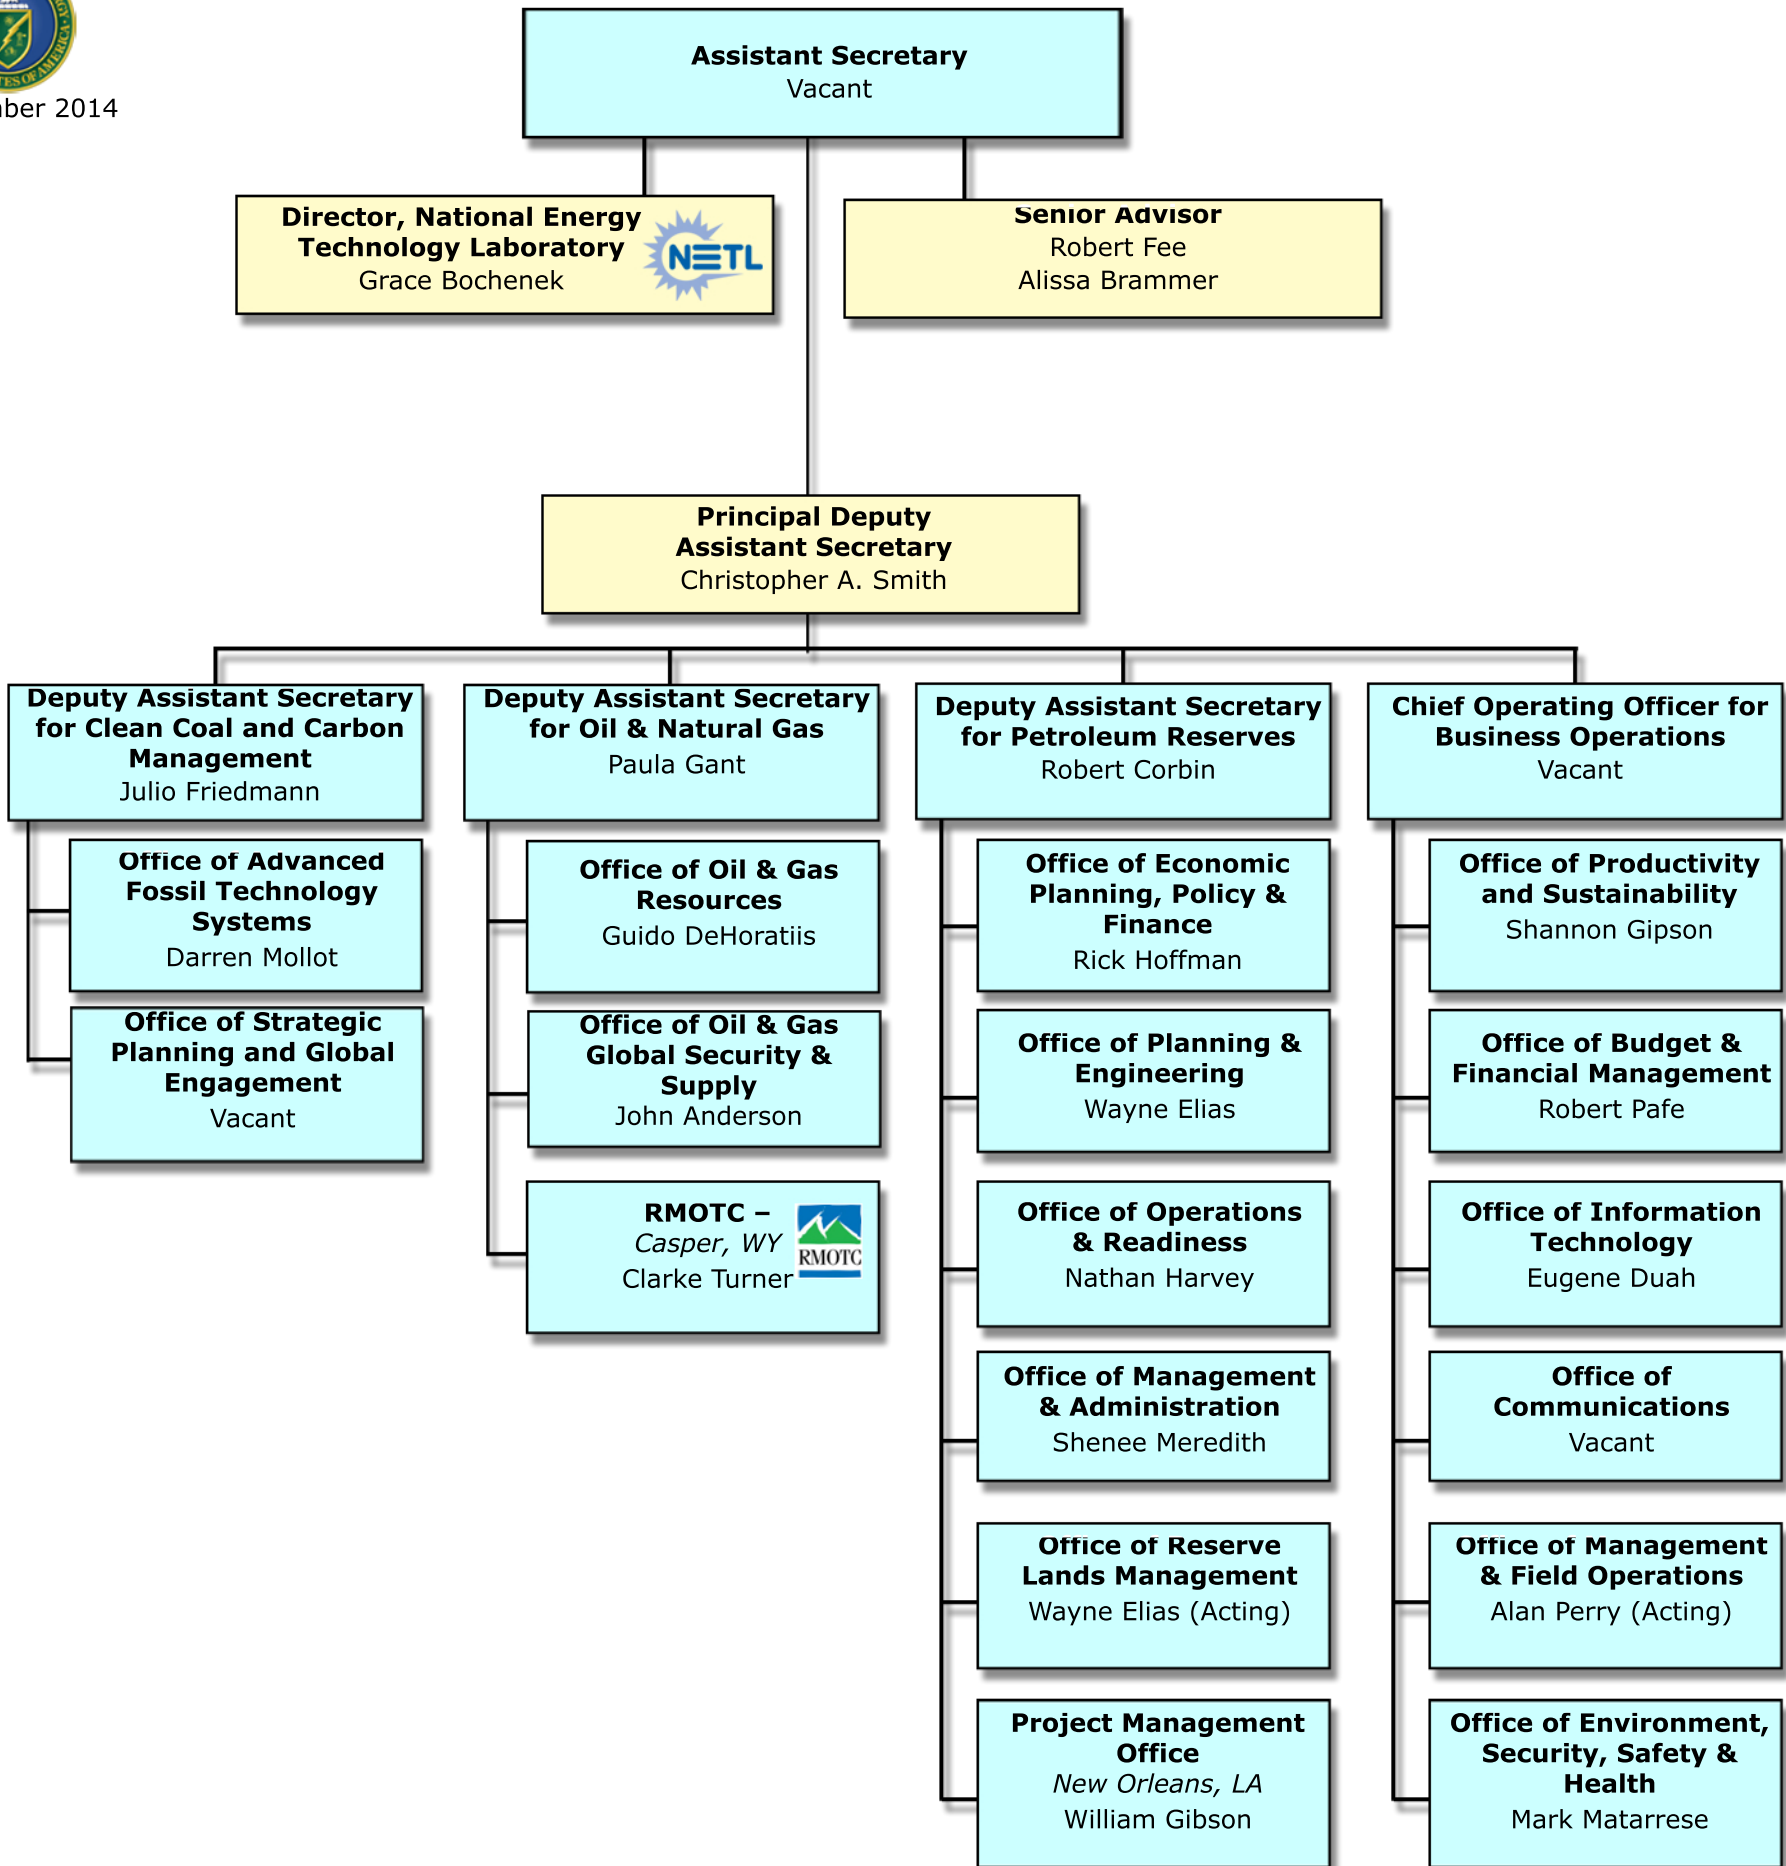 2014
Assistant Secretary
Vacant
Director, National Energy
Technology Laboratory
Grace Bochenek
NETL
Senior Advisor
Robert Fee
Alissa Brammer
Principal Deputy
Assistant Secretary
Christopher A. Smith
Deputy Assistant Secretary
for Clean Coal and Carbon
Management
Julio Friedmann
Office of Advanced
Fossil Technology
Systems
Darren Mollot
Office of Strategic
Planning and Global
Engagement
Vacant
Deputy Assistant Secretary
for Oil & Natural Gas
Paula Gant
Office of Oil & Gas
Resources
Guido DeHoratiis
Office of Oil & Gas
Global Security &
Supply
John Anderson
RMOTC –
Casper, WY
Clarke Turner
RMOTC
Deputy Assistant Secretary
for Petroleum Reserves
Robert Corbin
Office of Economic
Planning, Policy &
Finance
Rick Hoffman
Office of Planning &
Engineering
Wayne Elias
Office of Operations
& Readiness
Nathan Harvey
Office of Management
& Administration
Shenee Meredith
Office of Reserve
Lands Management
Wayne Elias (Acting)
Project Management
Office
New Orleans, LA
William Gibson
Chief Operating Officer for
Business Operations
Vacant
Office of Productivity
and Sustainability
Shannon Gipson
Office of Budget &
Financial Management
Robert Pafe
Office of Information
Technology
Eugene Duah
Office of
Communications
Vacant
Office of Management
& Field Operations
Alan Perry (Acting)
Office of Environment,
Security, Safety &
Health
Mark Matarrese